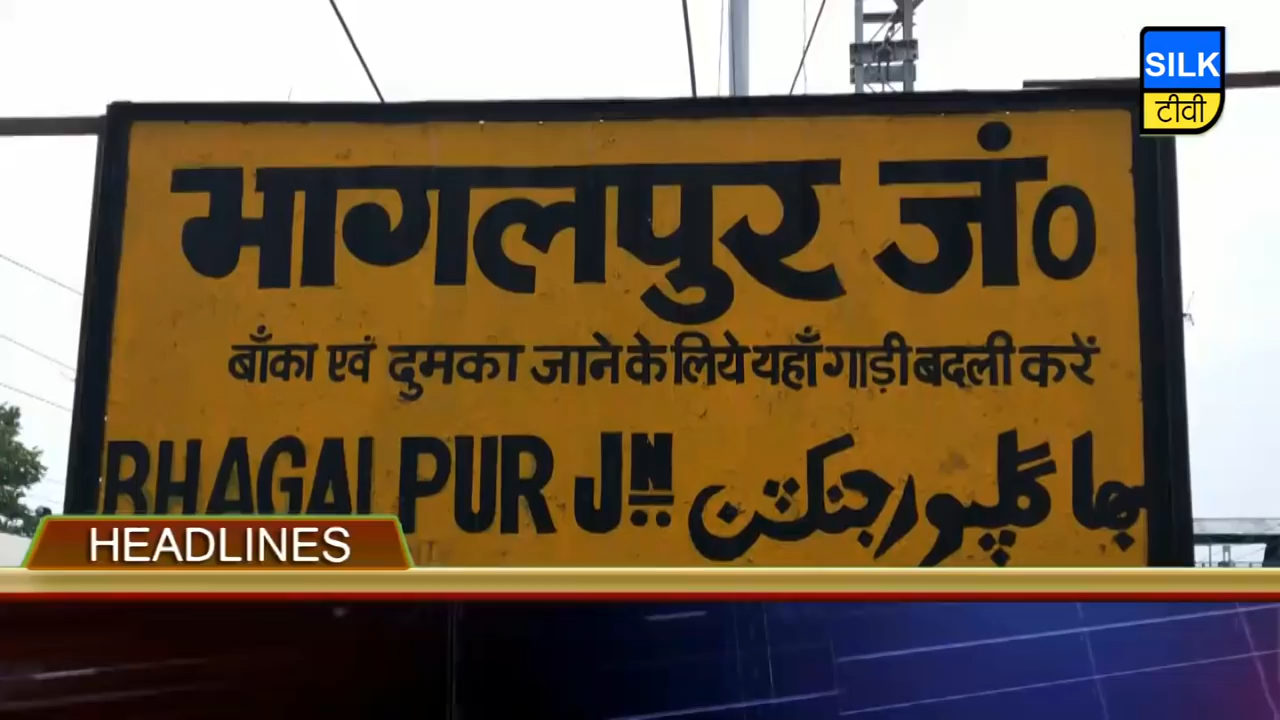 SILK
टीवी
भागलपुर जं०
बाँका एवं दुमका जाने के लिये यहाँ गाड़ी बदली करें
BHAGALPUR JN
بھاگلپور جنکشن
HEADLINES